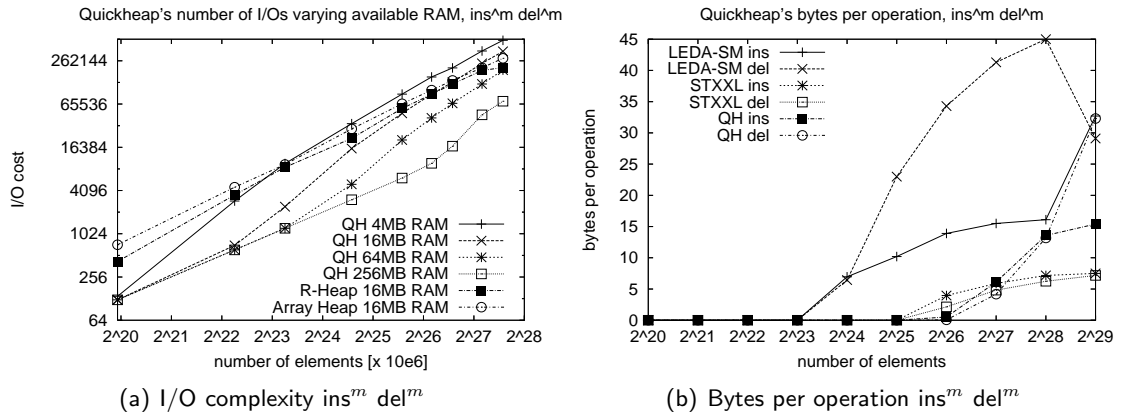 Quickheap's number of I/Os varying available RAM, ins^m del^m
262144
65536
16384
4096
1024
256
64
I/O cost
QH 4MB RAM
QH 16MB RAM
QH 64MB RAM
QH 256MB RAM
R-Heap 16MB RAM
Array Heap 16MB RAM
2^20 2^21 2^22 2^23 2^24 2^25 2^26 2^27 2^28
number of elements [x 10e6]
(a) I/O complexity ins^m del^m
Quickheap's bytes per operation, ins^m del^m
45
40
35
30
25
20
15
10
5
0
bytes per operation
LEDA-SM ins
LEDA-SM del
STXXL ins
STXXL del
QH ins
QH del
2^20 2^21 2^22 2^23 2^24 2^25 2^26 2^27 2^28 2^29
number of elements
(b) Bytes per operation ins^m del^m